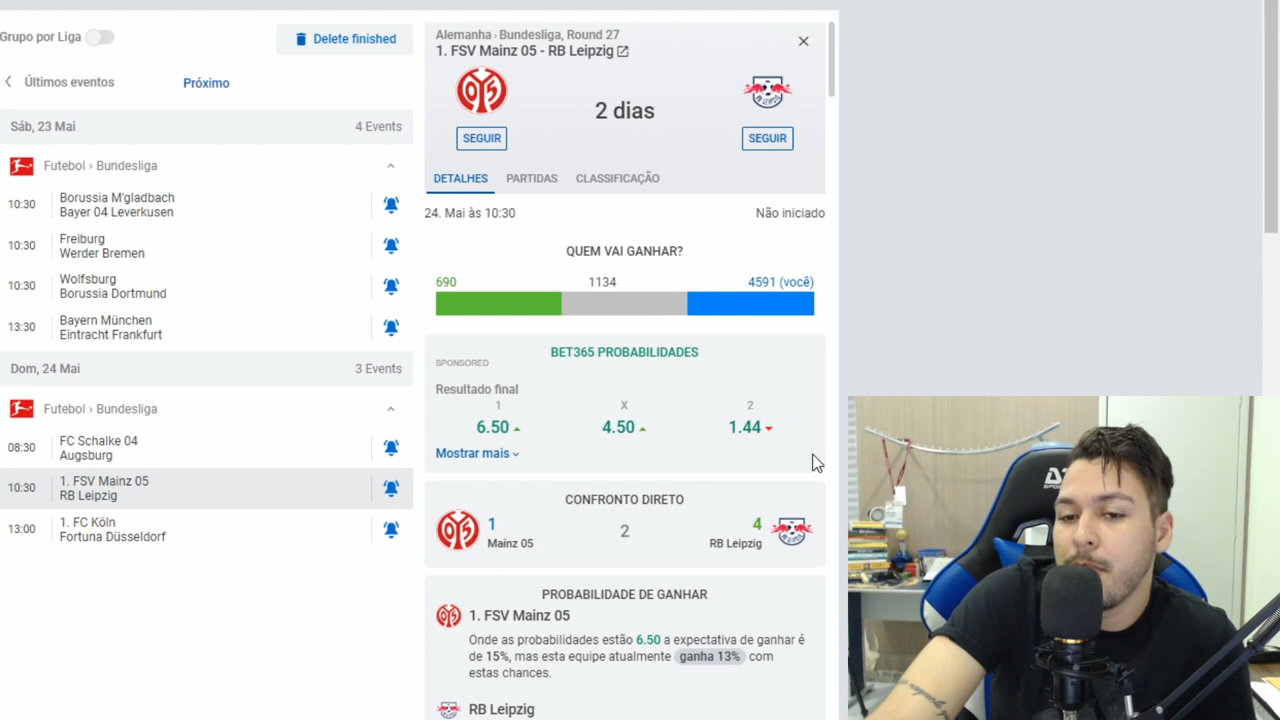 Grupo por Liga
Delete finished
Últimos eventos
Próximo
Sáb, 23 Mai
4 Events
Futebol › Bundesliga
10:30
Borussia M'gladbach
Bayer 04 Leverkusen
10:30
Freiburg
Werder Bremen
10:30
Wolfsburg
Borussia Dortmund
13:30
Bayern München
Eintracht Frankfurt
Dom, 24 Mai
3 Events
Futebol › Bundesliga
08:30
FC Schalke 04
Augsburg
10:30
1. FSV Mainz 05
RB Leipzig
13:00
1. FC Köln
Fortuna Düsseldorf
Alemanha › Bundesliga, Round 27
1. FSV Mainz 05 - RB Leipzig
2 dias
SEGUIR
SEGUIR
DETALHES
PARTIDAS
CLASSIFICAÇÃO
24. Mai às 10:30
Não iniciado
QUEM VAI GANHAR?
690
1134
4591 (você)
BET365 PROBABILIDADES
SPONSORED
Resultado final
1
X
2
6.50
4.50
1.44
Mostrar mais
CONFRONTO DIRETO
1
Mainz 05
2
4
RB Leipzig
PROBABILIDADE DE GANHAR
1. FSV Mainz 05
Onde as probabilidades estão 6.50 a expectativa de ganhar é
de 15%, mas esta equipe atualmente ganha 13% com
estas chances.
RB Leipzig